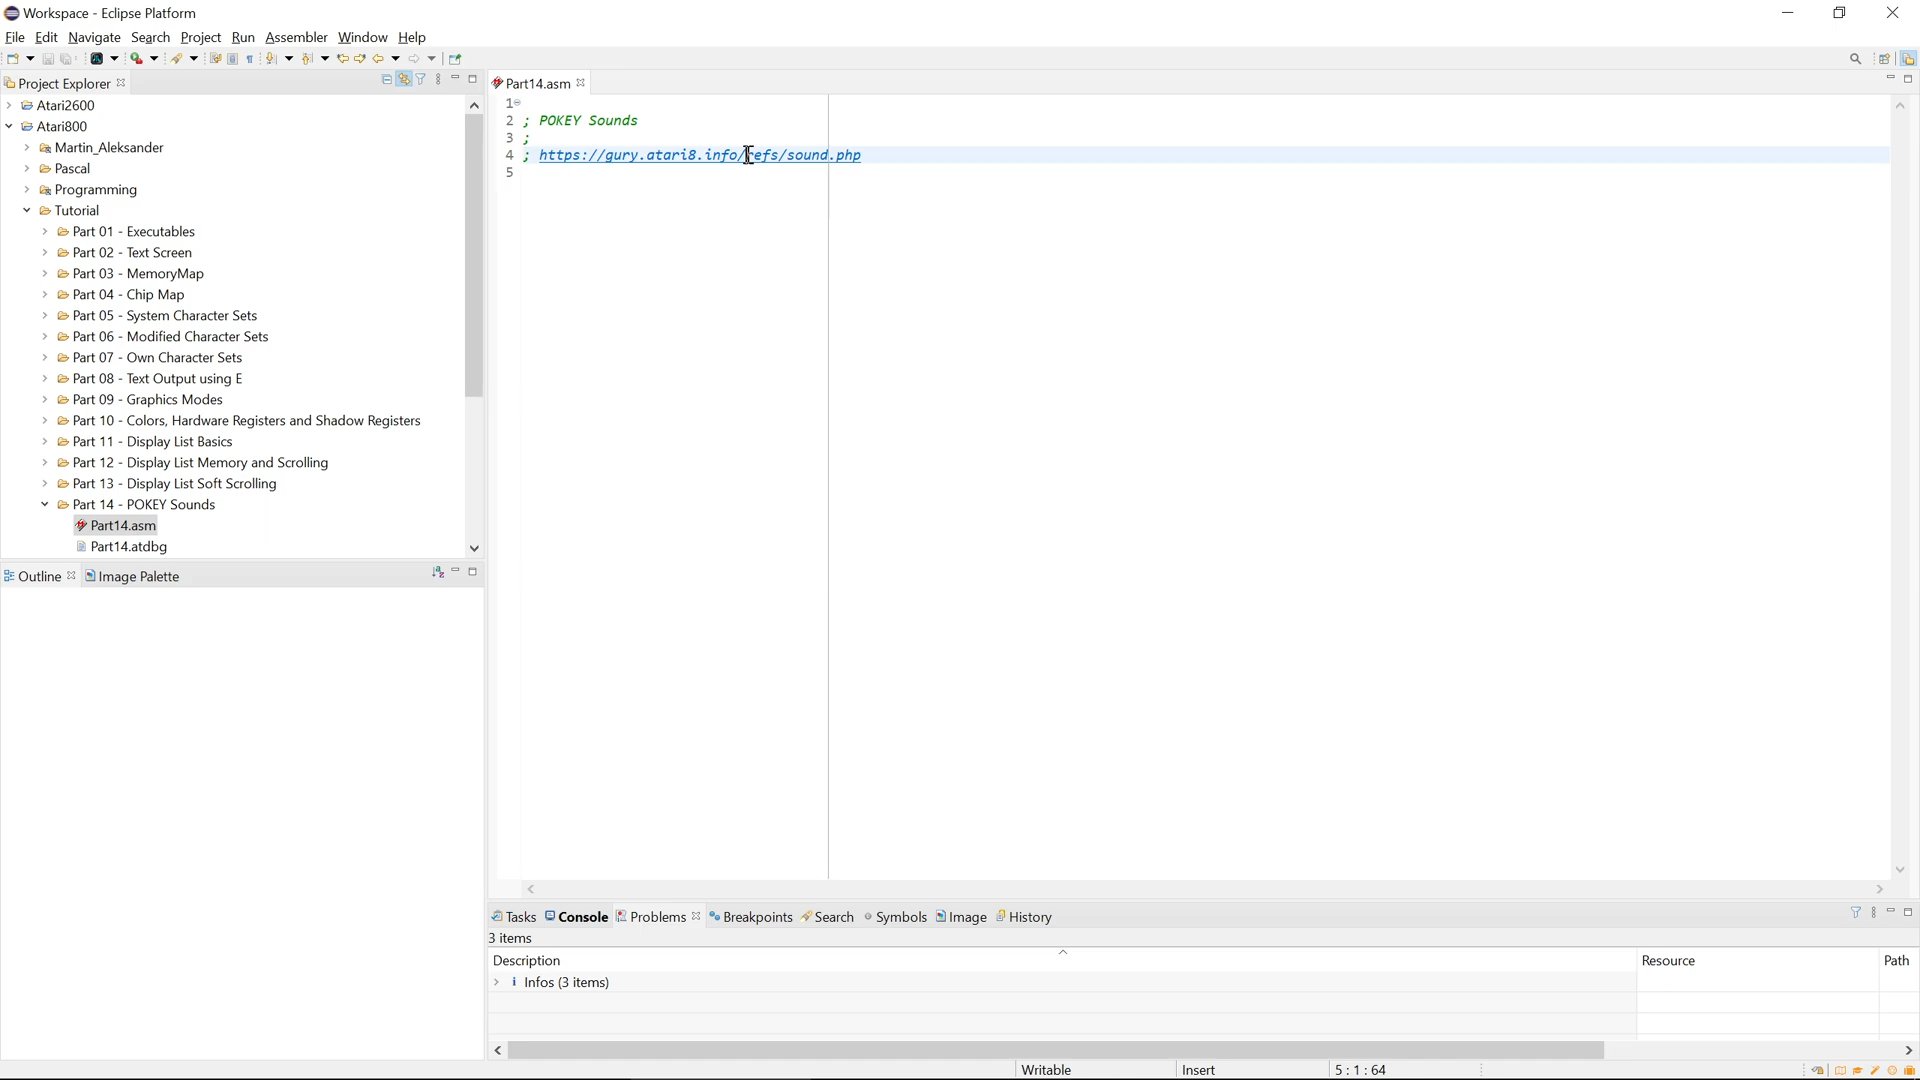 Workspace - Eclipse Platform
File Edit Navigate Search Project Run Assembler Window Help
Project Explorer
Atari2600
Atari800
Martin_Aleksander
Pascal
Programming
Tutorial
Part 01 - Executables
Part 02 - Text Screen
Part 03 - MemoryMap
Part 04 - Chip Map
Part 05 - System Character Sets
Part 06 - Modified Character Sets
Part 07 - Own Character Sets
Part 08 - Text Output using E
Part 09 - Graphics Modes
Part 10 - Colors, Hardware Registers and Shadow Registers
Part 11 - Display List Basics
Part 12 - Display List Memory and Scrolling
Part 13 - Display List Soft Scrolling
Part 14 - POKEY Sounds
Part14.asm
Part14.atdbg
Outline Image Palette
Part14.asm
1
2 ; POKEY Sounds
3 ;
4 ; https://gury.atari8.info/refs/sound.php
5
Tasks Console Problems Breakpoints Search Symbols Image History
3 items
Description Resource Path
Infos (3 items)
Writable Insert 5 : 1 : 64